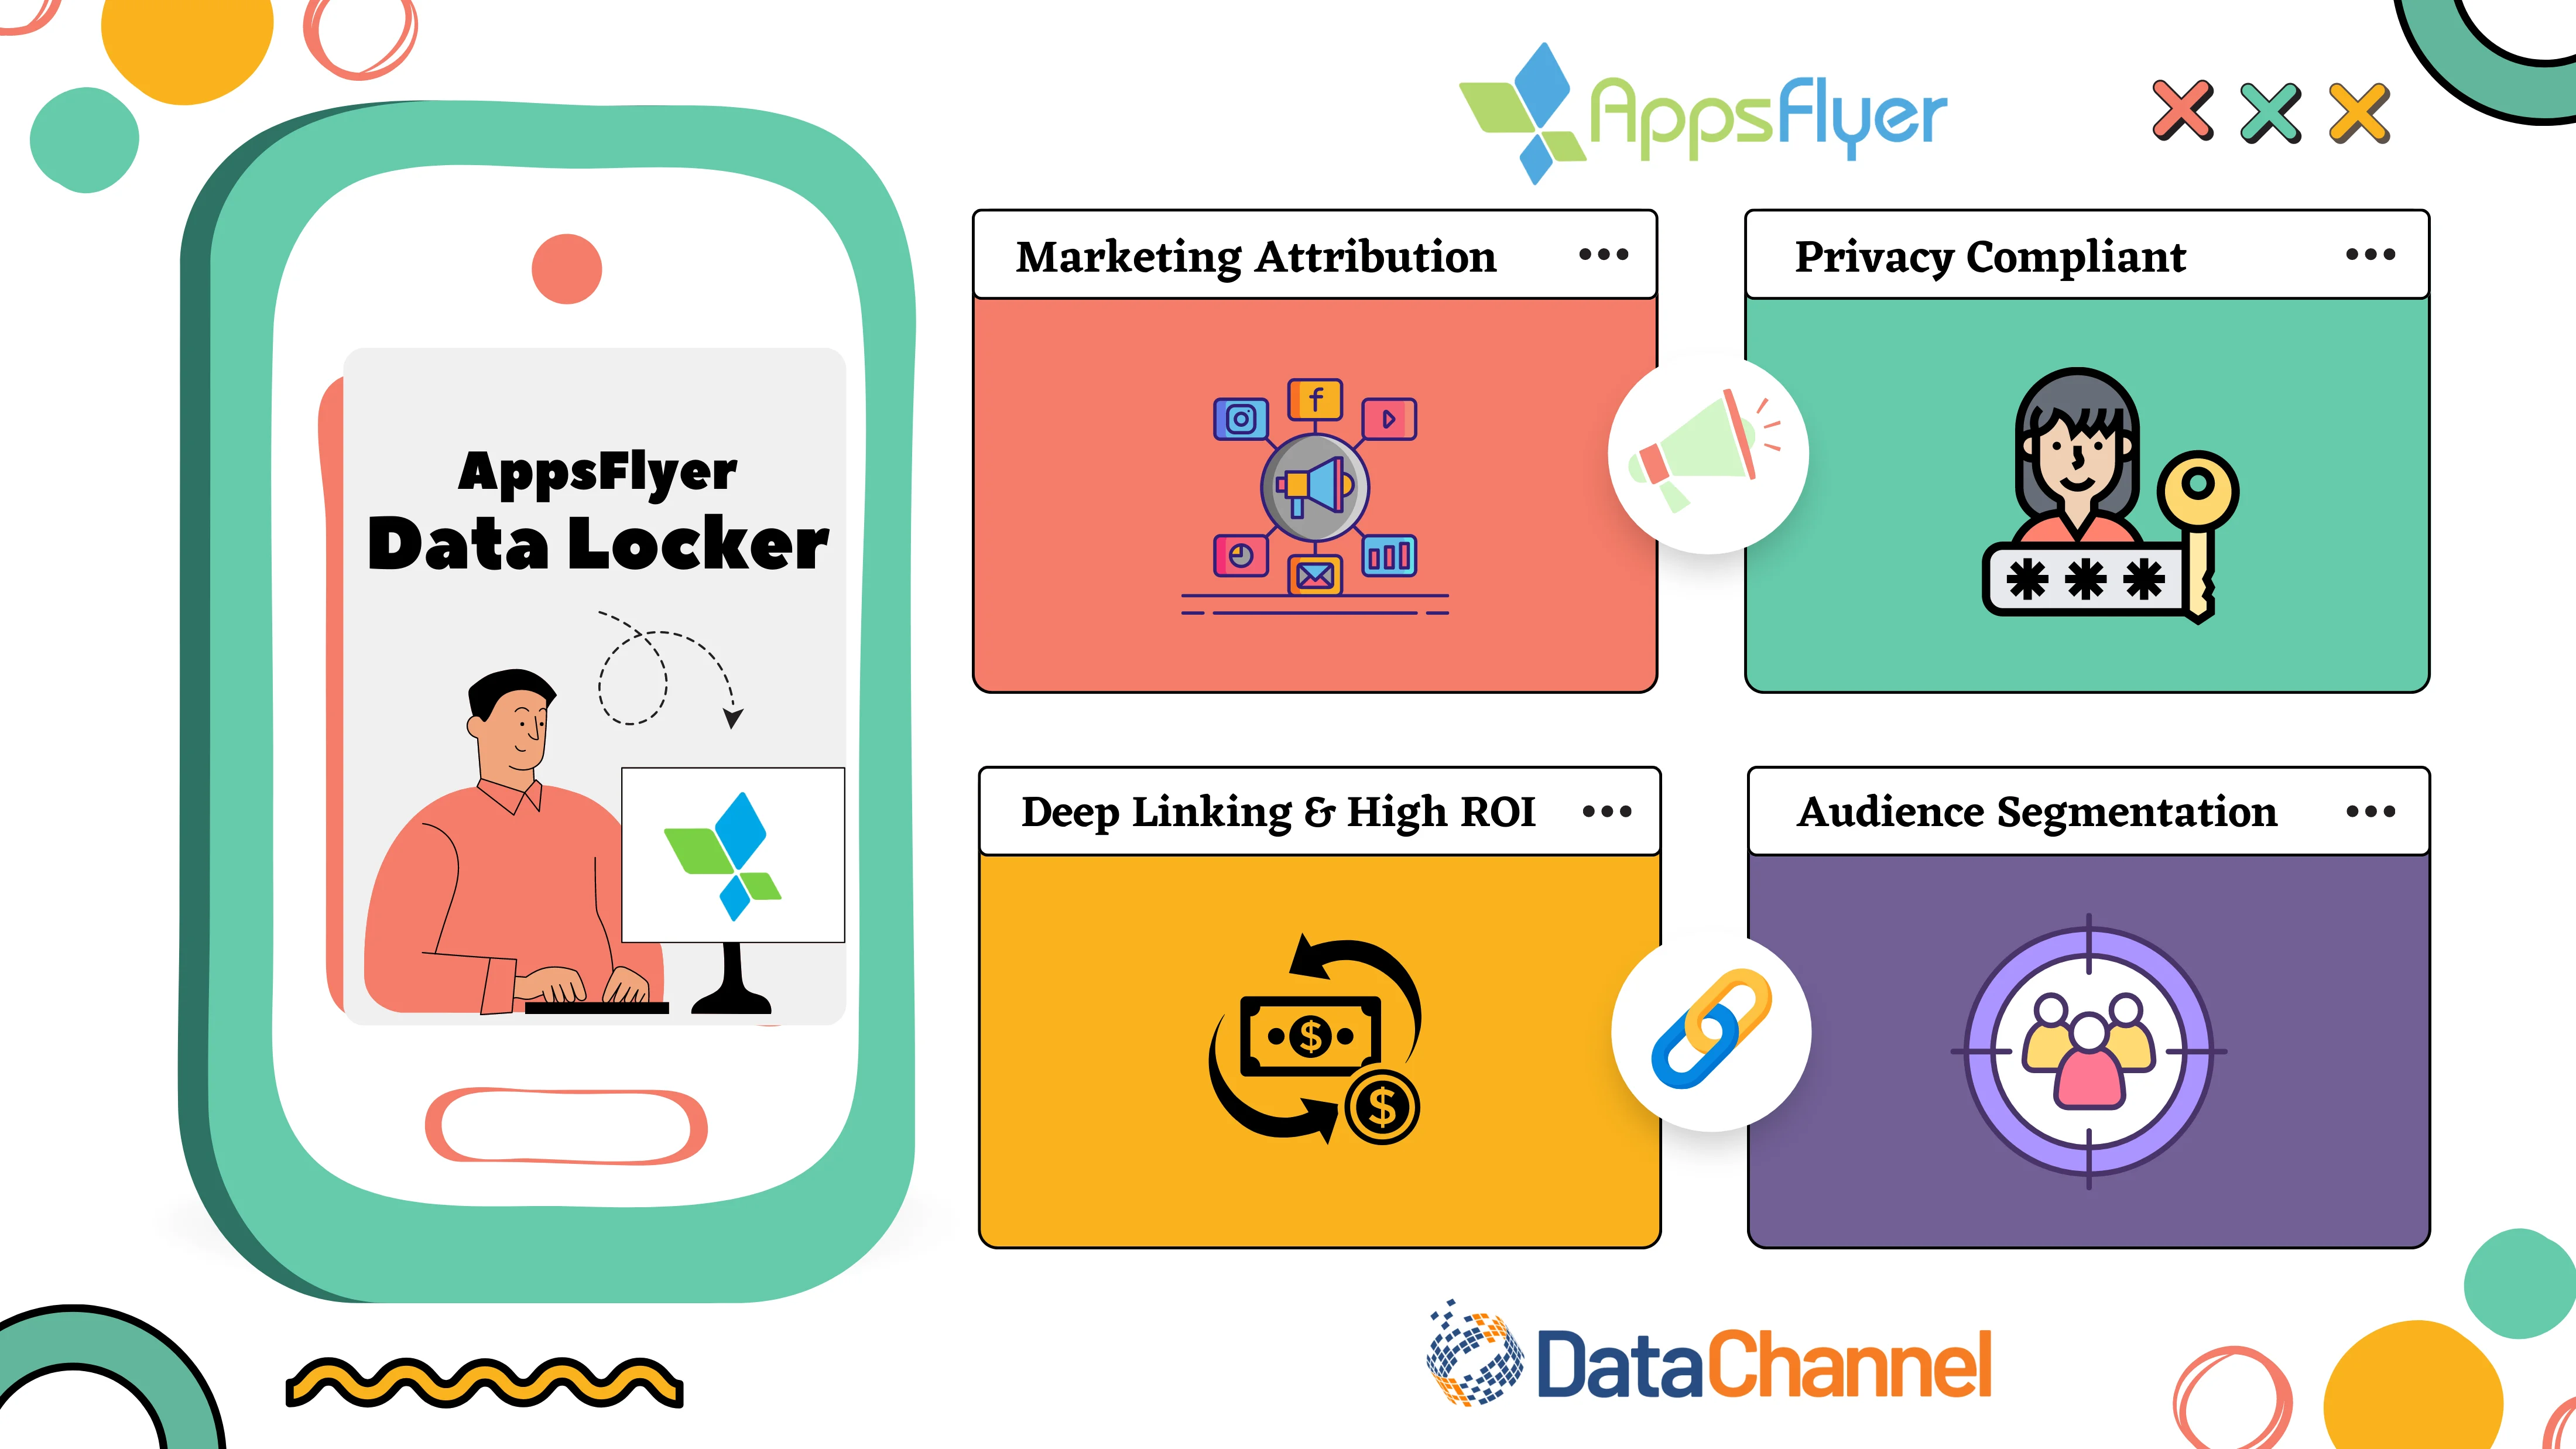 AppsFlyer
Data Locker
AppsFlyer
Marketing Attribution
f
Privacy Compliant
* * *
Deep Linking & High ROI
$
$
Audience Segmentation
DataChannel